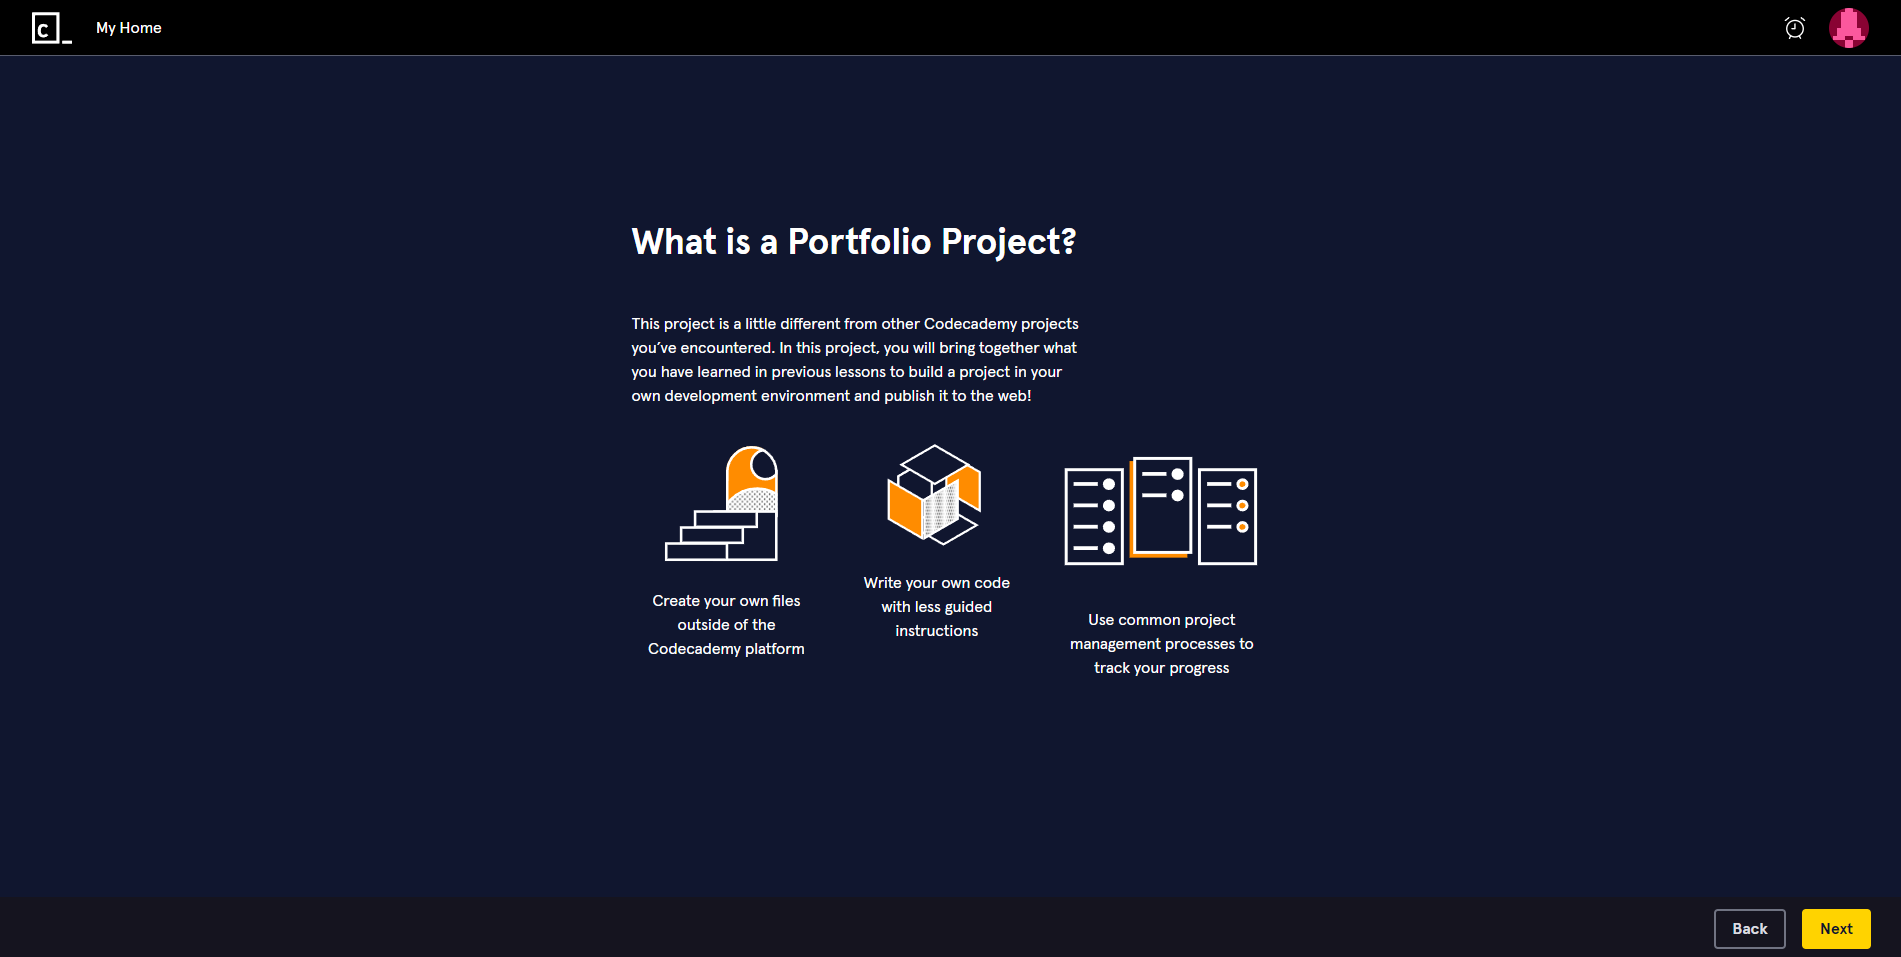 c_
My Home
What is a Portfolio Project?
This project is a little different from other Codecademy projects
you’ve encountered. In this project, you will bring together what
you have learned in previous lessons to build a project in your
own development environment and publish it to the web!
Create your own files
outside of the
Codecademy platform
Write your own code
with less guided
instructions
Use common project
management processes to
track your progress
Back
Next